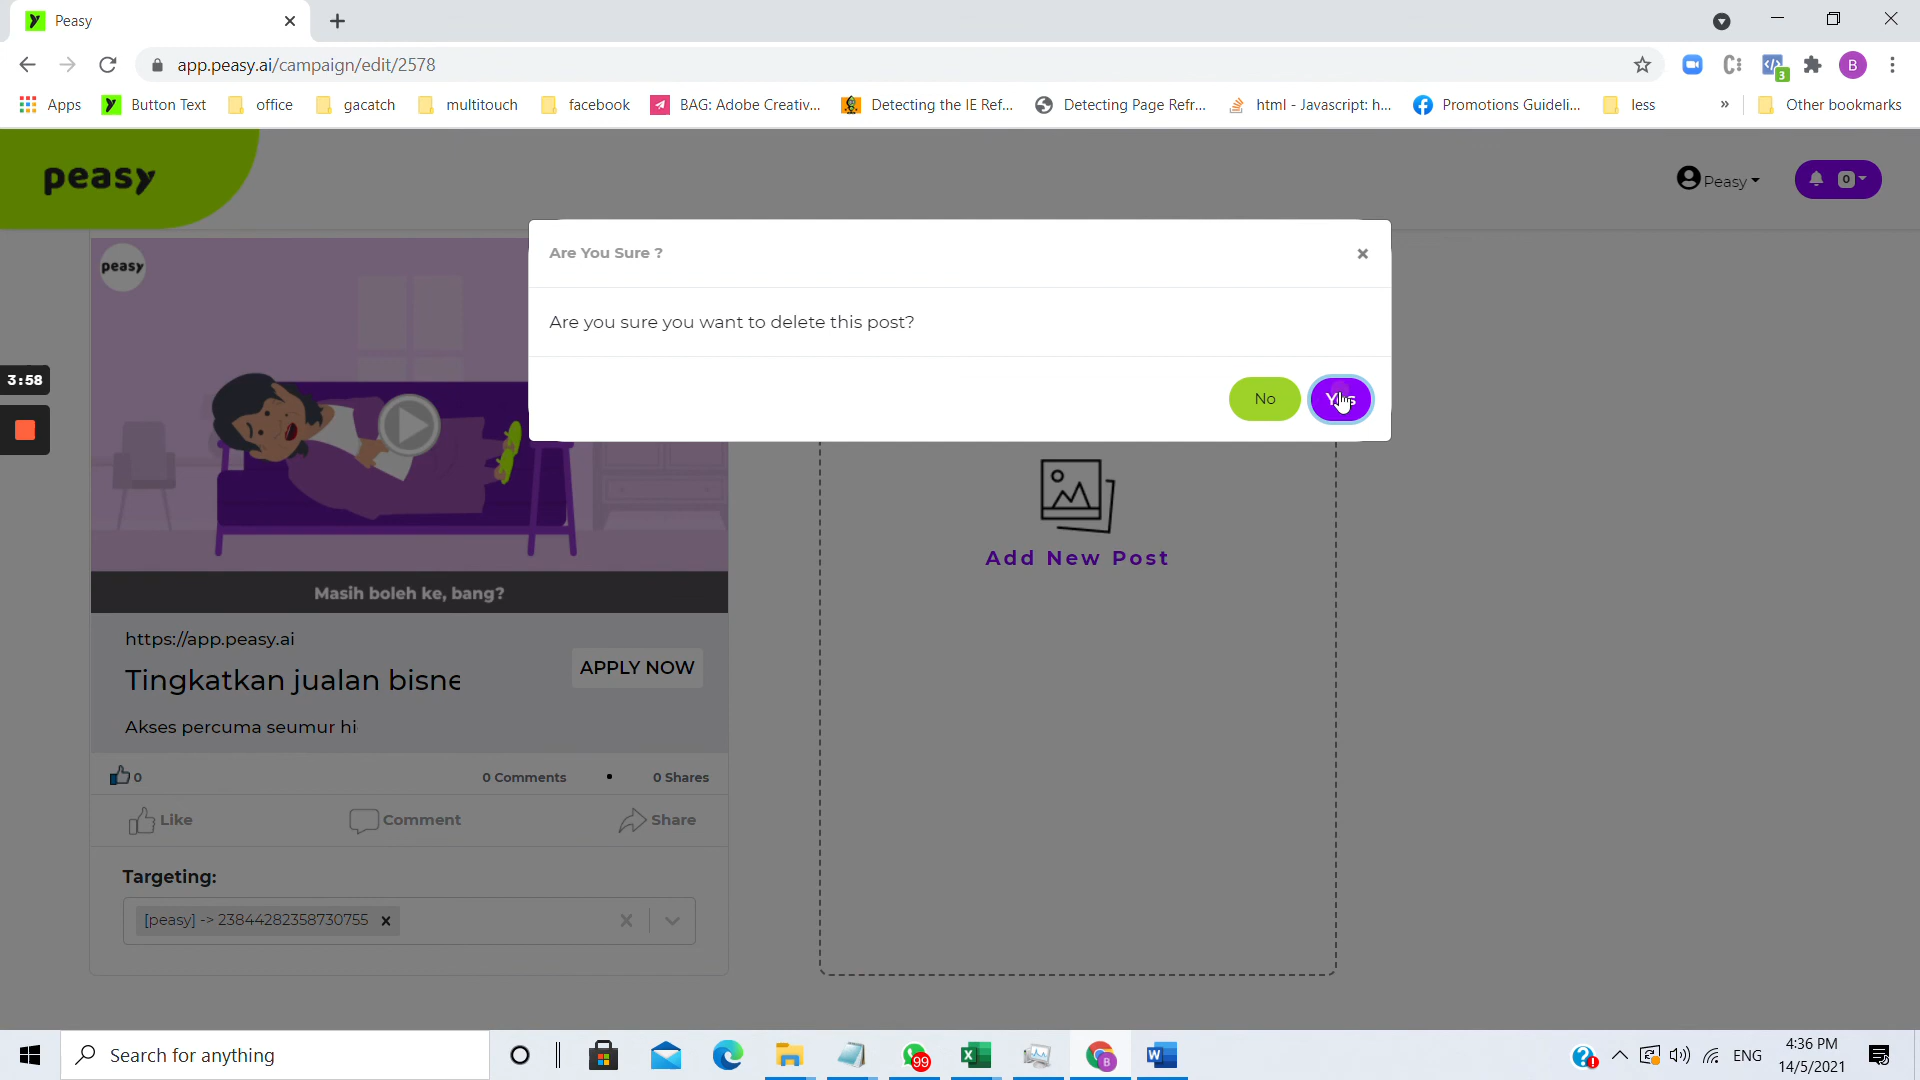 Peasy
app.peasy.ai/campaign/edit/2578
B
Apps
Button Text
office
gacatch
multitouch
facebook
BAG: Adobe Creativ...
Detecting the IE Ref...
Detecting Page Refr...
html - Javascript: h...
Promotions Guideli...
less
»
Other bookmarks
peasy
Peasy
0
Are You Sure ?
Are you sure you want to delete this post?
No
Yes
3:58
peasy
Masih boleh ke, bang?
https://app.peasy.ai
Tingkatkan jualan bisne
Akses percuma seumur hi
APPLY NOW
0
0 Comments
0 Shares
Like
Comment
Share
Targeting:
[peasy] -> 23844282358730755
Add New Post
Search for anything
99
ENG
4:36 PM
14/5/2021